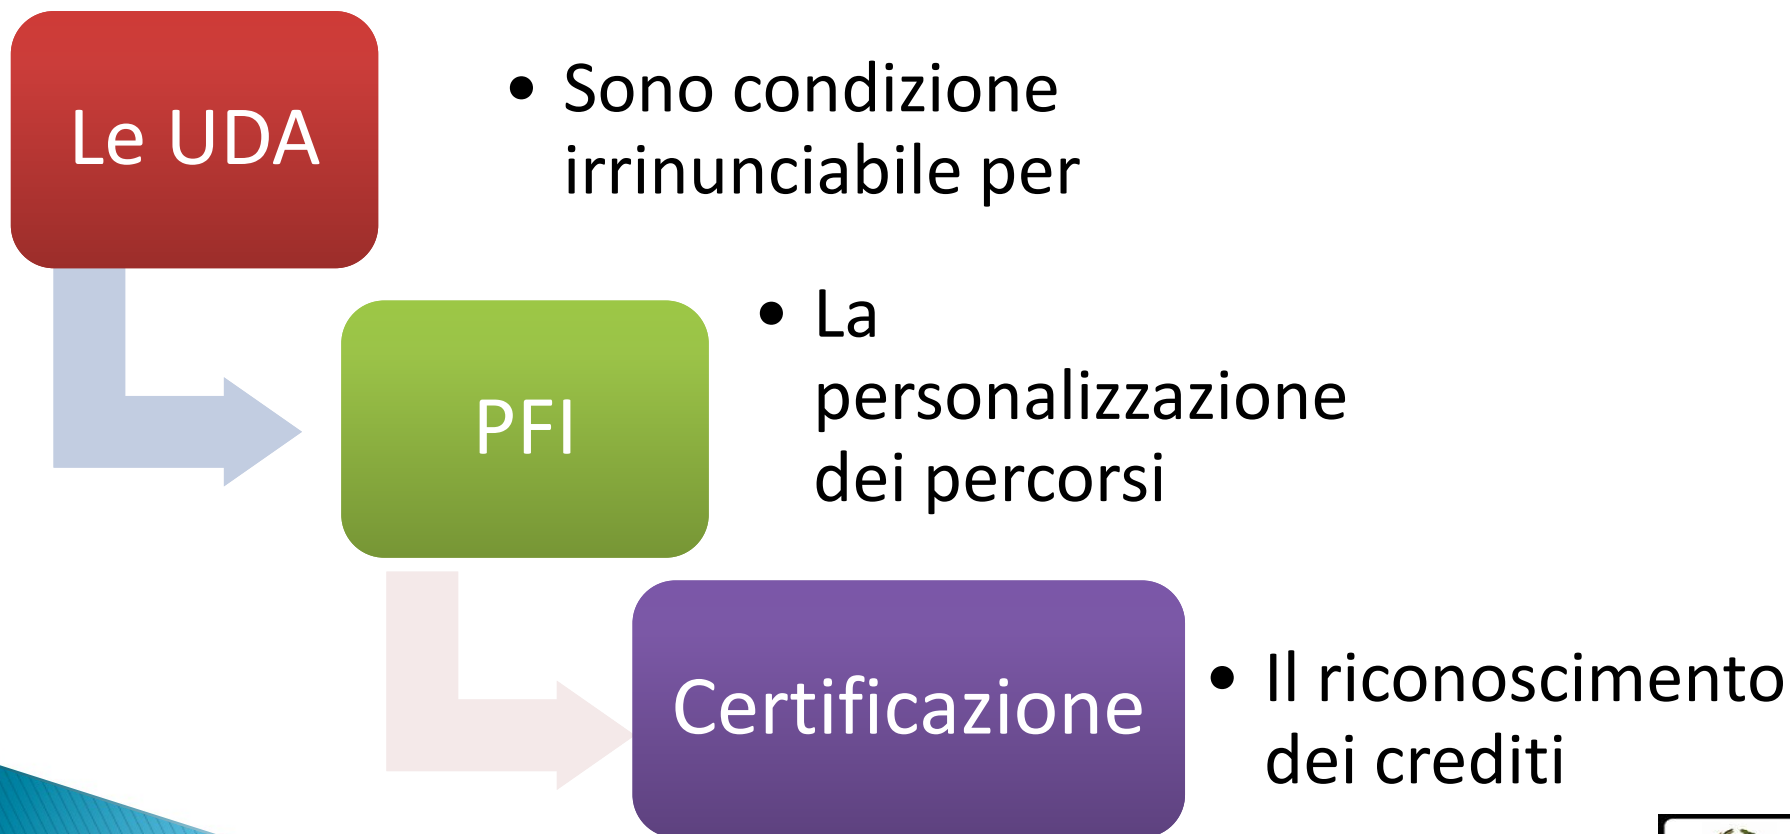 Le UDA
• Sono condizione
irrinunciabile per
PFI
• La
personalizzazione
dei percorsi
Certificazione
• Il riconoscimento
dei crediti